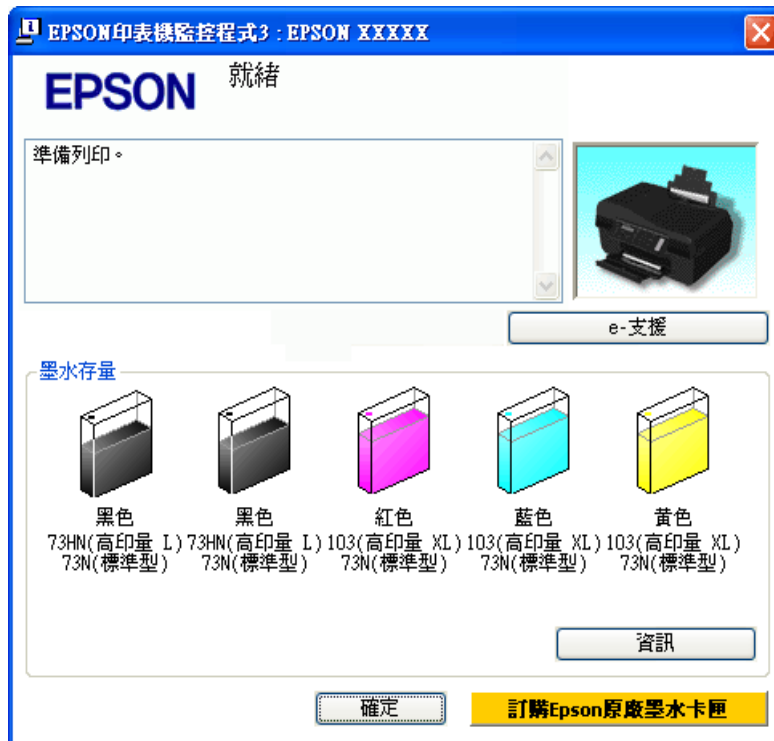 EPSON印表機監控程式3 : EPSON XXXXX
EPSON
就緒
準備列印。
e-支援
墨水存量
黑色 黑色 紅色 藍色 黃色
73HN(高印量 L) 73HN(高印量 L) 103(高印量 XL) 103(高印量 XL) 103(高印量 XL)
73N(標準型) 73N(標準型) 73N(標準型) 73N(標準型) 73N(標準型)
資訊
確定
訂購Epson原廠墨水卡匣